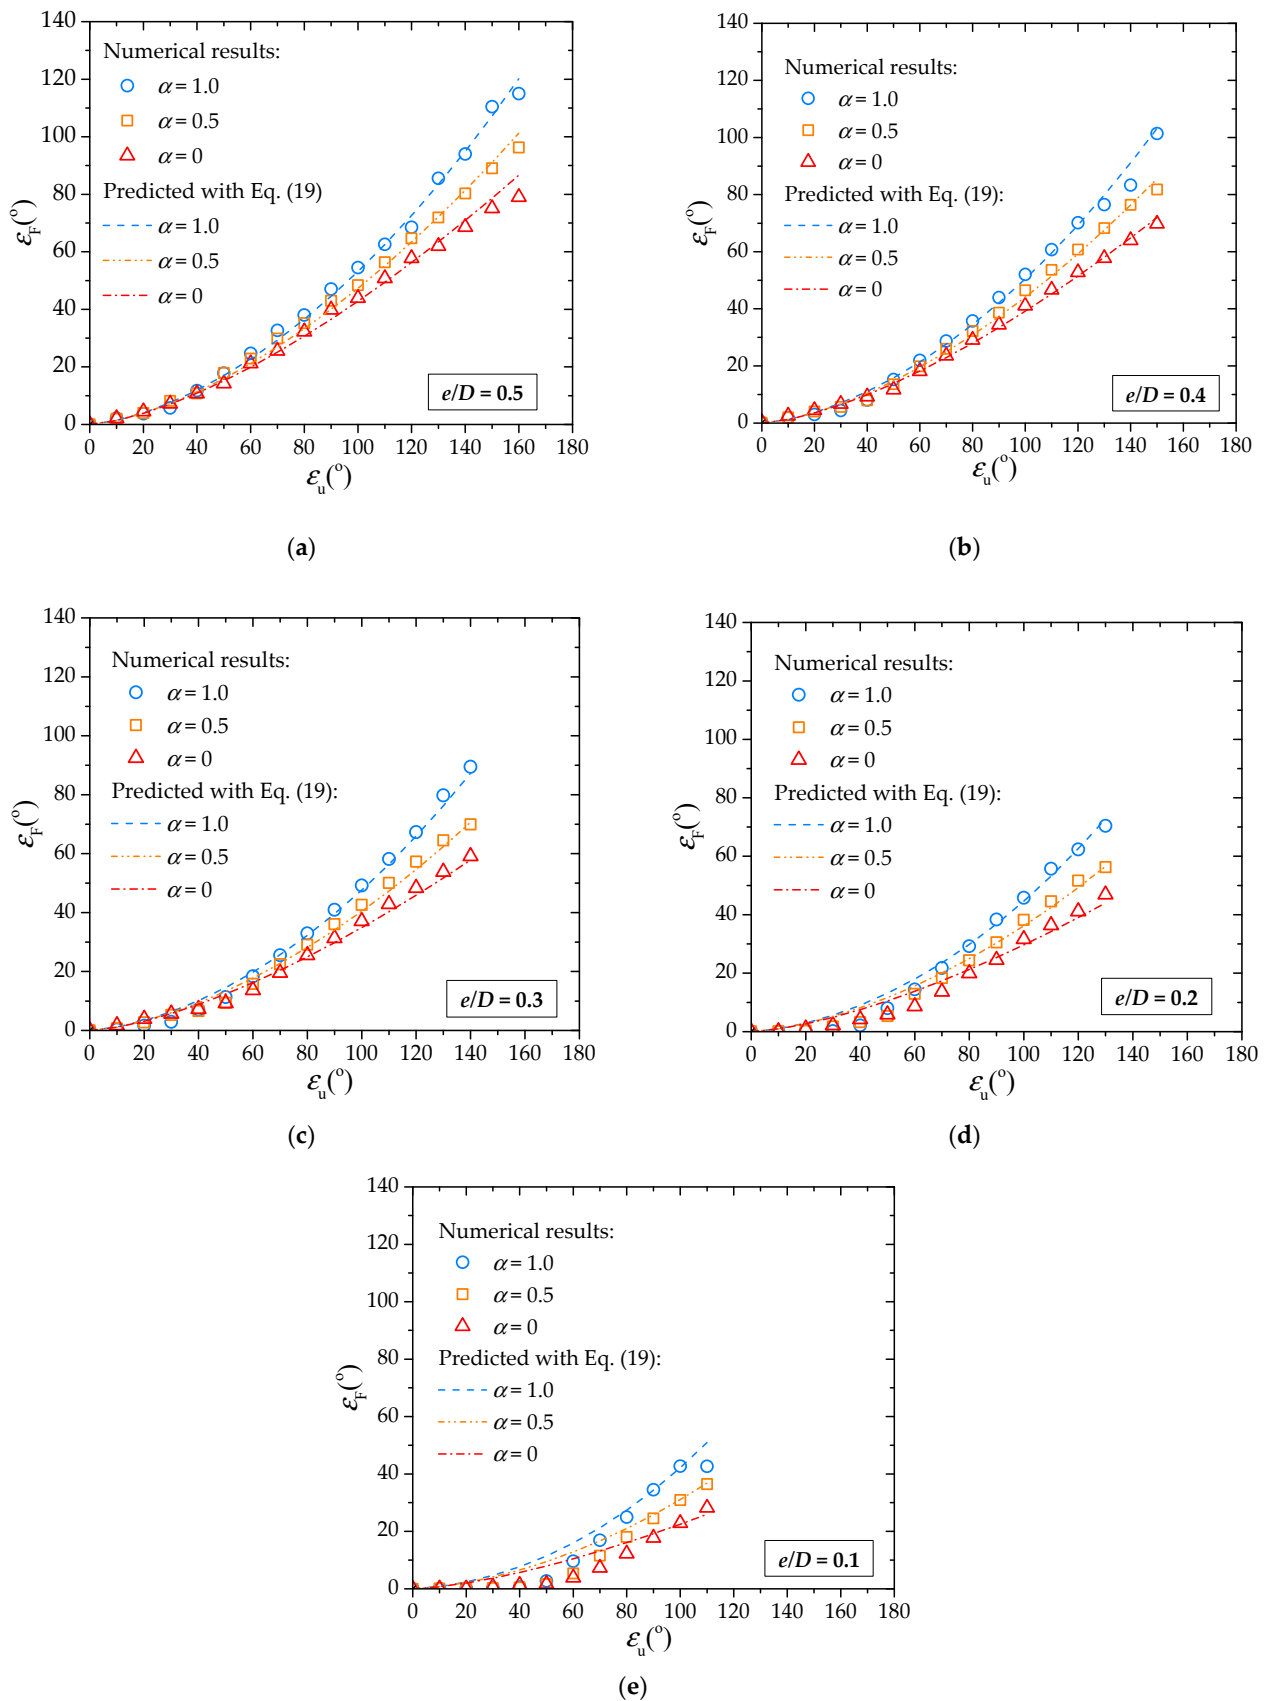 140
120
100
80
60
40
20
0
εF(°)
Numerical results:
α = 1.0
α = 0.5
α = 0
Predicted with Eq. (19)
α = 1.0
α = 0.5
α = 0
e/D = 0.5
0 20 40 60 80 100 120 140 160 180
εu(°)
(a)
140
120
100
80
60
40
20
0
εF(°)
Numerical results:
α = 1.0
α = 0.5
α = 0
Predicted with Eq. (19):
α = 1.0
α = 0.5
α = 0
e/D = 0.4
0 20 40 60 80 100 120 140 160 180
εu(°)
(b)
140
120
100
80
60
40
20
0
εF(°)
Numerical results:
α = 1.0
α = 0.5
α = 0
Predicted with Eq. (19):
α = 1.0
α = 0.5
α = 0
e/D = 0.3
0 20 40 60 80 100 120 140 160 180
εu(°)
(c)
140
120
100
80
60
40
20
0
εF(°)
Numerical results:
α = 1.0
α = 0.5
α = 0
Predicted with Eq. (19):
α = 1.0
α = 0.5
α = 0
e/D = 0.2
0 20 40 60 80 100 120 140 160 180
εu(°)
(d)
140
120
100
80
60
40
20
0
εF(°)
Numerical results:
α = 1.0
α = 0.5
α = 0
Predicted with Eq. (19):
α = 1.0
α = 0.5
α = 0
e/D = 0.1
0 20 40 60 80 100 120 140 160 180
εu(°)
(e)